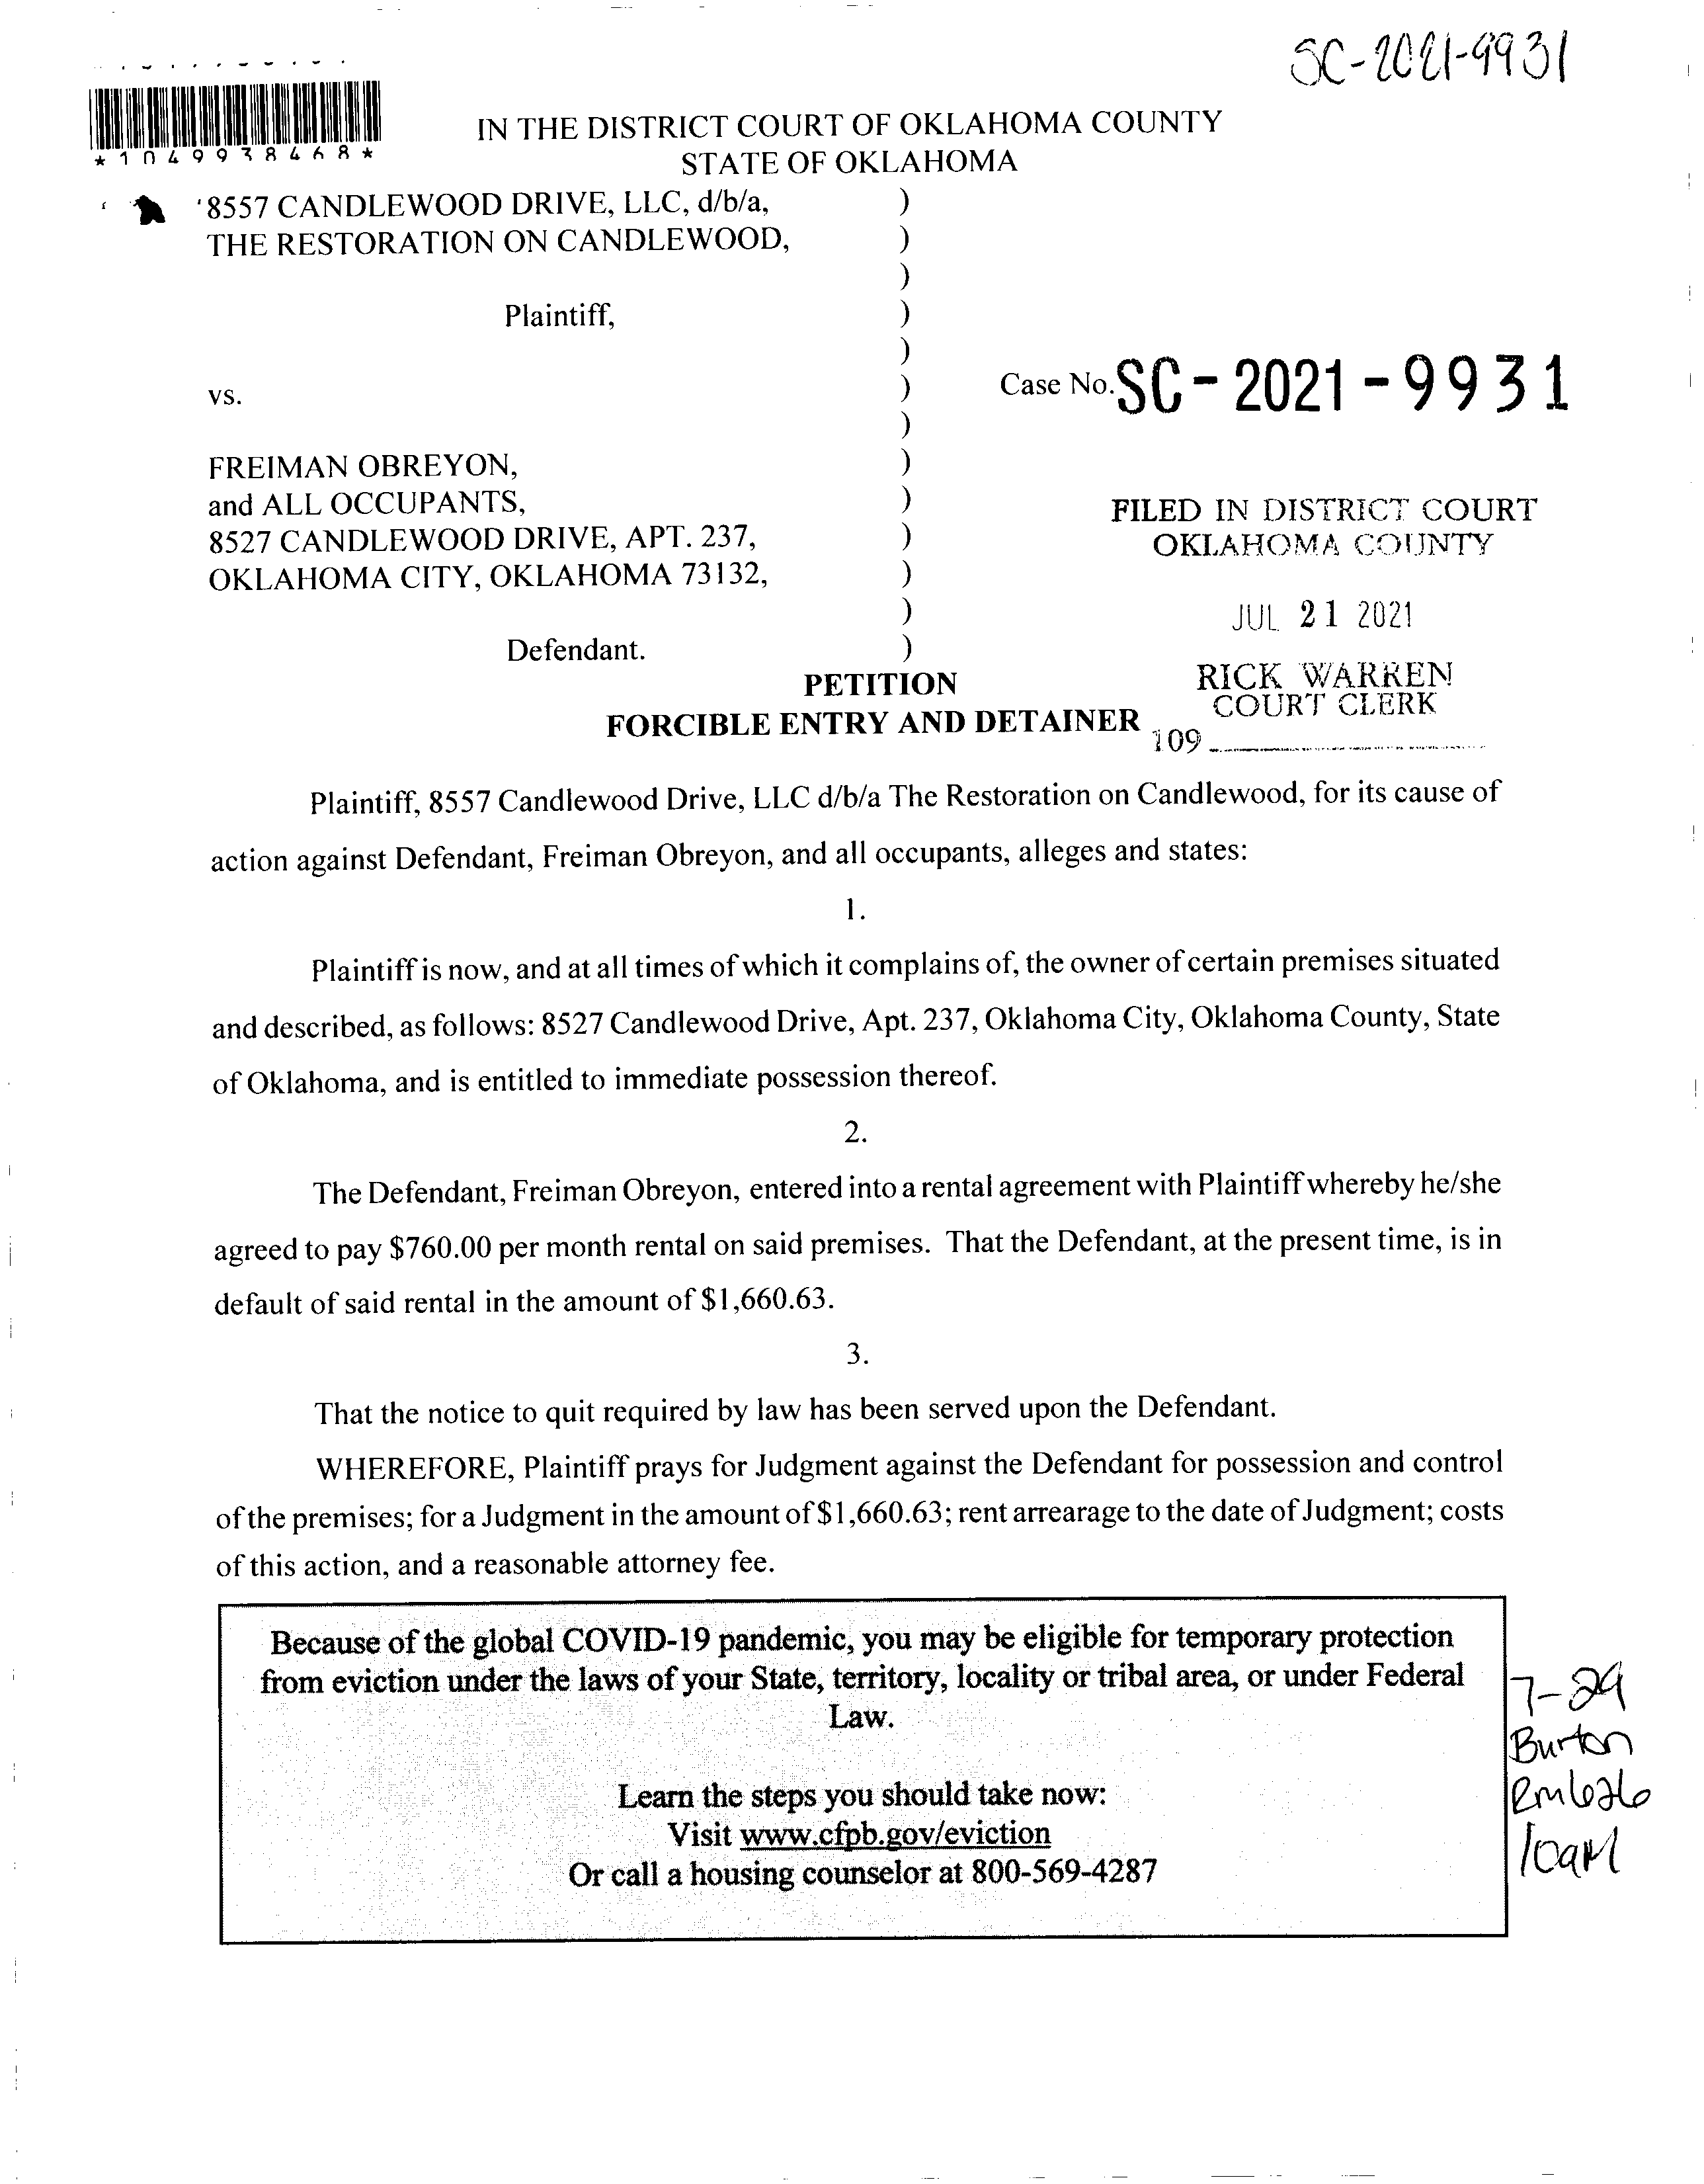 SC-2021-9931
*1049938468*
IN THE DISTRICT COURT OF OKLAHOMA COUNTY
STATE OF OKLAHOMA
8557 CANDLEWOOD DRIVE, LLC, d/b/a, )
THE RESTORATION ON CANDLEWOOD, )
)
Plaintiff, )
)
vs. ) Case No. SC-2021-9931
)
FREIMAN OBREYON, )
and ALL OCCUPANTS, )
8527 CANDLEWOOD DRIVE, APT. 237, )
OKLAHOMA CITY, OKLAHOMA 73132, )
)
Defendant. )
FILED IN DISTRICT COURT
OKLAHOMA COUNTY
JUL 21 2021
RICK WARREN
COURT CLERK
109
PETITION
FORCIBLE ENTRY AND DETAINER
Plaintiff, 8557 Candlewood Drive, LLC d/b/a The Restoration on Candlewood, for its cause of
action against Defendant, Freiman Obreyon, and all occupants, alleges and states:
1.
Plaintiff is now, and at all times of which it complains of, the owner of certain premises situated
and described, as follows: 8527 Candlewood Drive, Apt. 237, Oklahoma City, Oklahoma County, State
of Oklahoma, and is entitled to immediate possession thereof.
2.
The Defendant, Freiman Obreyon, entered into a rental agreement with Plaintiff whereby he/she
agreed to pay $760.00 per month rental on said premises. That the Defendant, at the present time, is in
default of said rental in the amount of $1,660.63.
3.
That the notice to quit required by law has been served upon the Defendant.
WHEREFORE, Plaintiff prays for Judgment against the Defendant for possession and control
of the premises; for a Judgment in the amount of $1,660.63; rent arrearage to the date of Judgment; costs
of this action, and a reasonable attorney fee.
Because of the global COVID-19 pandemic, you may be eligible for temporary protection
from eviction under the laws of your State, territory, locality or tribal area, or under Federal
Law.
Learn the steps you should take now:
Visit www.cfpb.gov/eviction
Or call a housing counselor at 800-569-4287
7-29
Burton
Rm626
10AM